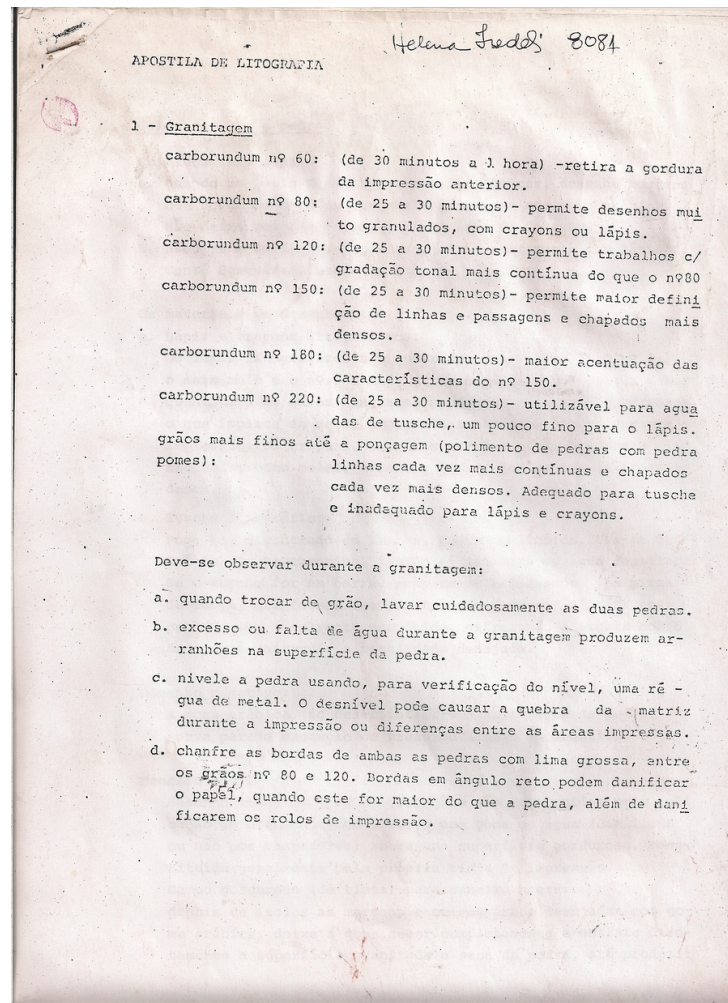 Helena Freddi 8081
APOSTILA DE LITOGRAFIA
1 - Granitagem
carborundum nº 60: (de 30 minutos a 1 hora) -retira a gordura
da impressão anterior.
carborundum nº 80: (de 25 a 30 minutos)- permite desenhos mui
to granulados, com crayons ou lápis.
carborundum nº 120: (de 25 a 30 minutos)- permite trabalhos c/
gradação tonal mais contínua do que o nº80
carborundum nº 150: (de 25 a 30 minutos)- permite maior defini
ção de linhas e passagens e chapados mais
densos.
carborundum nº 180: (de 25 a 30 minutos)- maior acentuação das
características do nº 150.
carborundum nº 220: (de 25 a 30 minutos)- utilizável para agua
das de tusche, um pouco fino para o lápis.
grãos mais finos até a ponçagem (polimento de pedras com pedra
pomes): linhas cada vez mais contínuas e chapados
cada vez mais densos. Adequado para tusche
e inadequado para lápis e crayons.
Deve-se observar durante a granitagem:
a. quando trocar de grão, lavar cuidadosamente as duas pedras.
b. excesso ou falta de água durante a granitagem produzem ar-
ranhões na superfície da pedra.
c. nivele a pedra usando, para verificação do nível, uma ré -
gua de metal. O desnível pode causar a quebra da matriz
durante a impressão ou diferenças entre as áreas impressas.
d. chanfre as bordas de ambas as pedras com lima grossa, entre
os grãos nº 80 e 120. Bordas em ângulo reto podem danificar
o papel, quando este for maior do que a pedra, além de dani
ficarem os rolos de impressão.